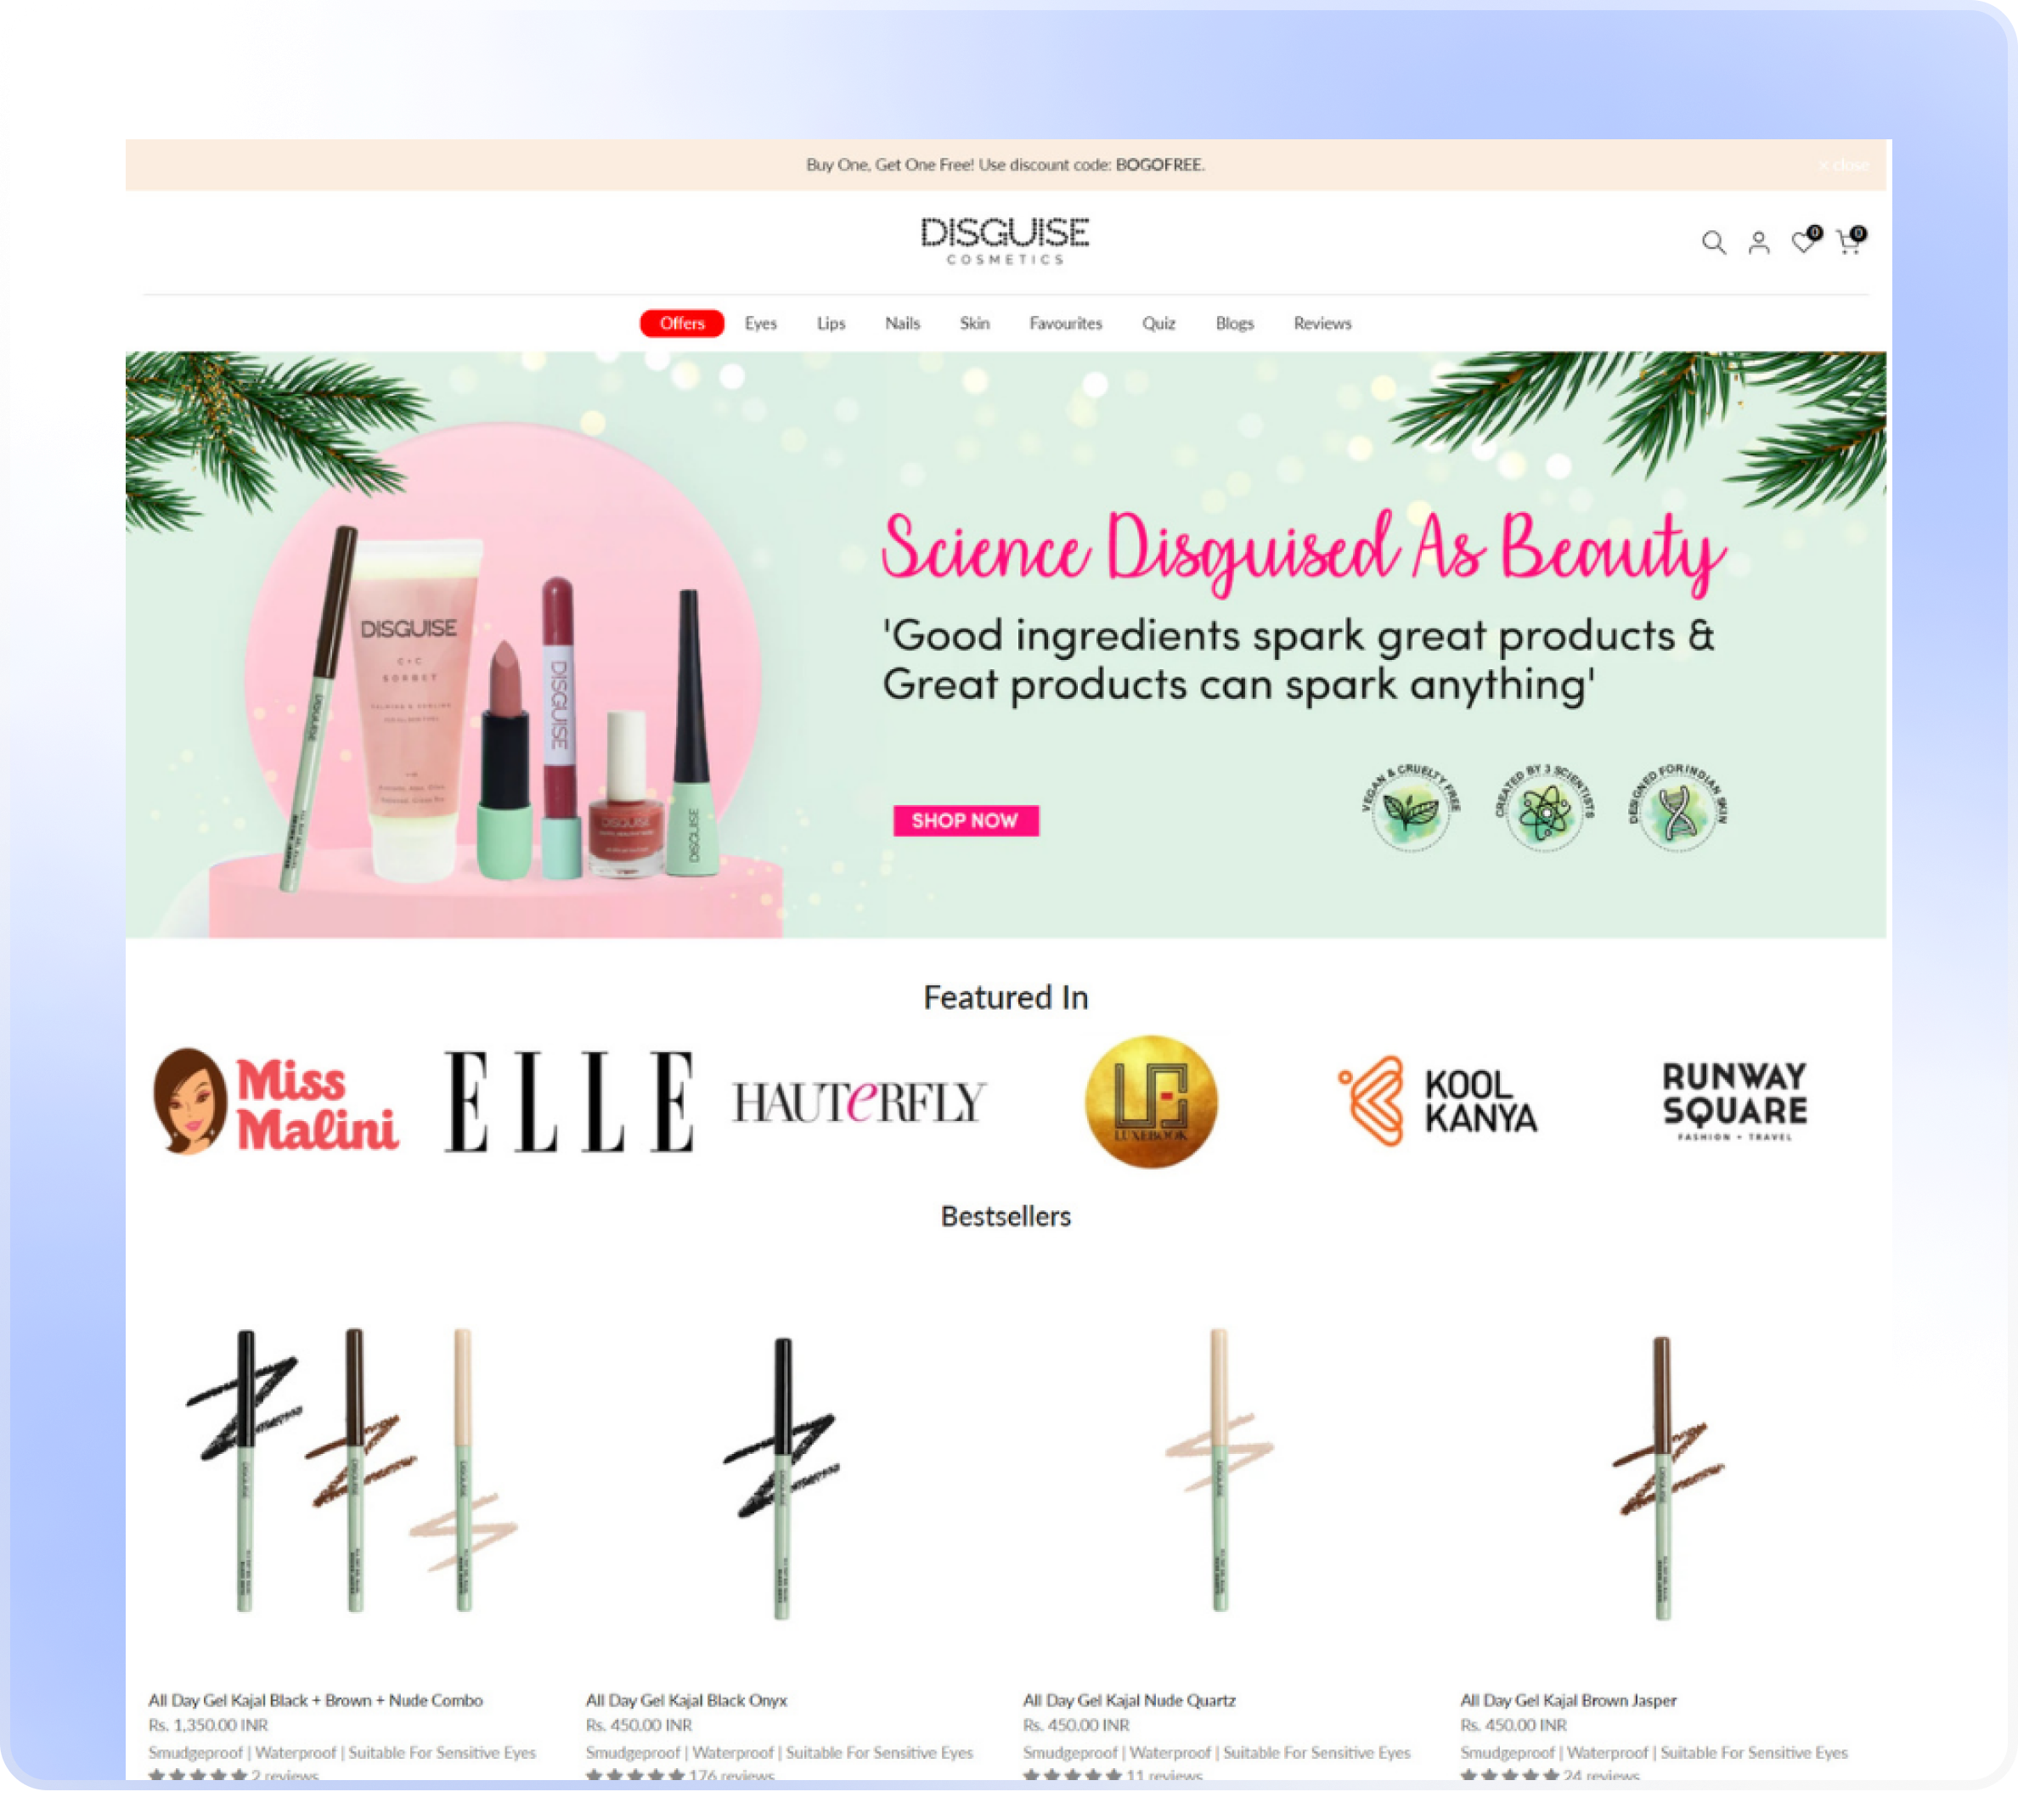 Buy One, Get One Free! Use discount code: BOGOFREE.
× close
DISGUISE
COSMETICS
0
0
Offers Eyes Lips Nails Skin Favourites Quiz Blogs Reviews
Science Disguised As Beauty
'Good ingredients spark great products &
Great products can spark anything'
SHOP NOW
VEGAN & CRUELTY FREE
CREATED BY 3 SCIENTISTS
DESIGNED FOR INDIAN SKIN
DISGUISE
C+C
SORBET
DISGUISE
DISGUISE
DISGUISE
Featured In
Miss
Malini
ELLE
HAUTeRFLY
LUXEBOOK
KOOL
KANYA
RUNWAY
SQUARE
FASHION + TRAVEL
Bestsellers
All Day Gel Kajal Black + Brown + Nude Combo
Rs. 1,350.00 INR
Smudgeproof | Waterproof | Suitable For Sensitive Eyes
2 reviews
All Day Gel Kajal Black Onyx
Rs. 450.00 INR
Smudgeproof | Waterproof | Suitable For Sensitive Eyes
176 reviews
All Day Gel Kajal Nude Quartz
Rs. 450.00 INR
Smudgeproof | Waterproof | Suitable For Sensitive Eyes
11 reviews
All Day Gel Kajal Brown Jasper
Rs. 450.00 INR
Smudgeproof | Waterproof | Suitable For Sensitive Eyes
24 reviews